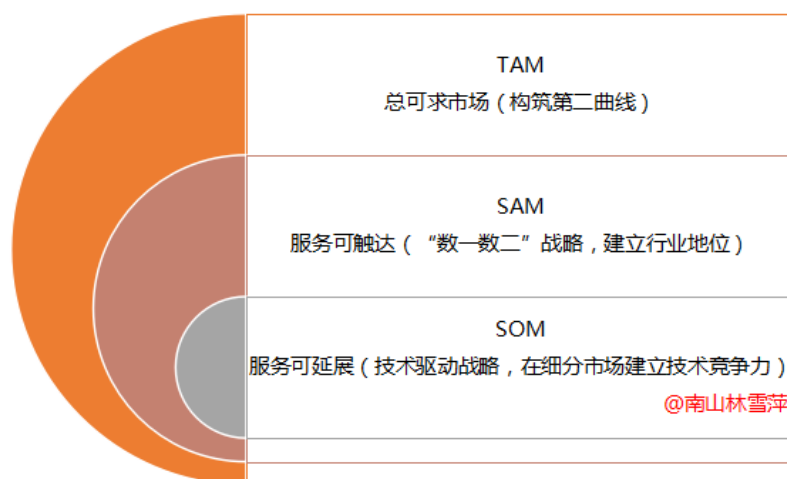 TAM
总可求市场（构筑第二曲线）
SAM
服务可触达（“数一数二”战略，建立行业地位）
SOM
服务可延展（技术驱动战略，在细分市场建立技术竞争力）
@南山林雪萍